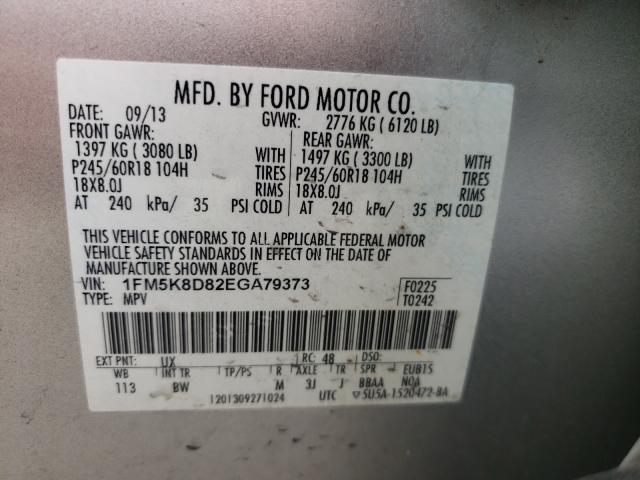 MFD. BY FORD MOTOR CO.
DATE: 09/13 GVWR: 2776 KG ( 6120 LB)
FRONT GAWR: REAR GAWR:
1397 KG ( 3080 LB) WITH 1497 KG ( 3300 LB) WITH
P245/60R18 104H TIRES P245/60R18 104H TIRES
18X8.0J RIMS 18X8.0J RIMS
AT 240 kPa/ 35 PSI COLD AT 240 kPa/ 35 PSI COLD
THIS VEHICLE CONFORMS TO ALL APPLICABLE FEDERAL MOTOR
VEHICLE SAFETY STANDARDS IN EFFECT ON THE DATE OF
MANUFACTURE SHOWN ABOVE.
VIN: 1FM5K8D82EGA79373 F0225
TYPE: MPV T0242
EXT PNT: UX RC: 48 DSO:
WB INT TR TP/PS R AXLE TR SPR EUB15
113 BW M 3J J BBAA NOA
1201309271024 UTC ▽5U5A-1520472-BA